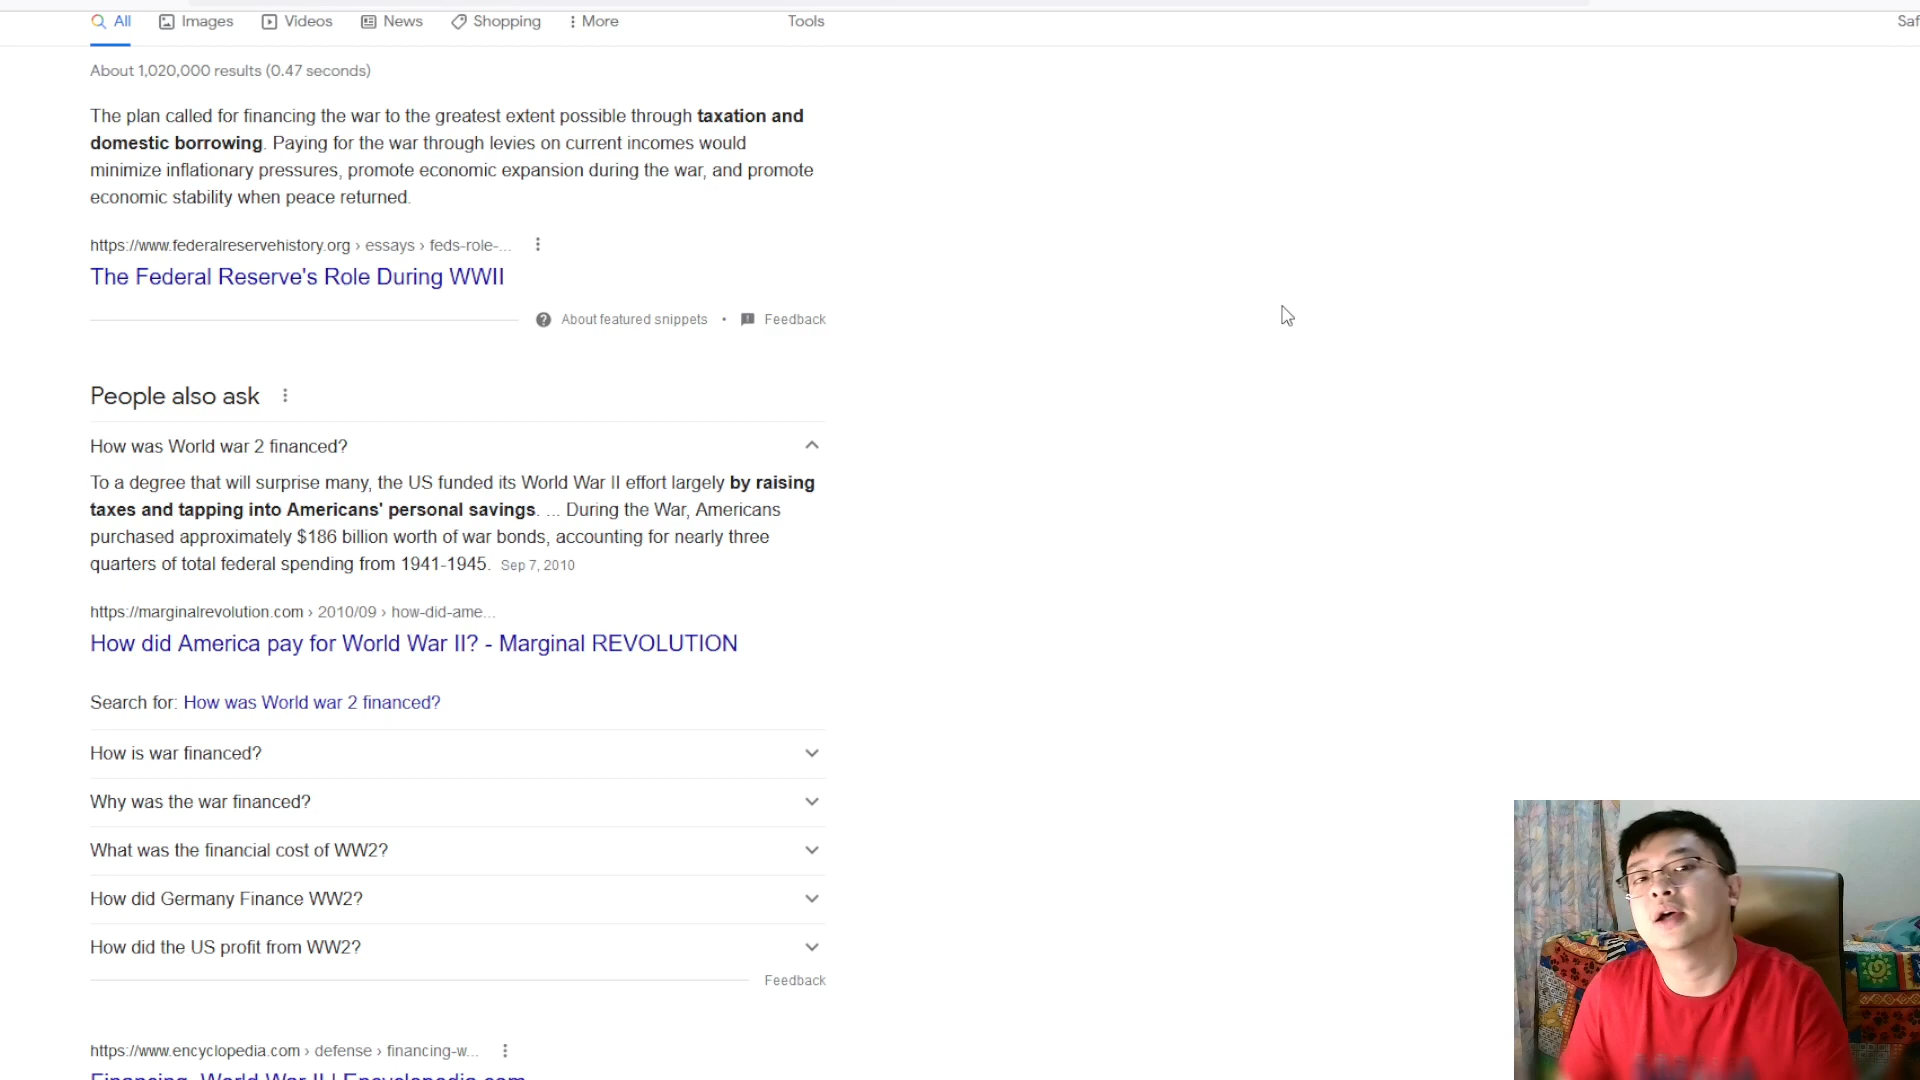 All Images Videos News Shopping More Tools Saf
About 1,020,000 results (0.47 seconds)
The plan called for financing the war to the greatest extent possible through taxation and
domestic borrowing. Paying for the war through levies on current incomes would
minimize inflationary pressures, promote economic expansion during the war, and promote
economic stability when peace returned.
https://www.federalreservehistory.org › essays › feds-role-...
The Federal Reserve's Role During WWII
About featured snippets • Feedback
People also ask
How was World war 2 financed?
To a degree that will surprise many, the US funded its World War II effort largely by raising
taxes and tapping into Americans' personal savings. ... During the War, Americans
purchased approximately $186 billion worth of war bonds, accounting for nearly three
quarters of total federal spending from 1941-1945. Sep 7, 2010
https://marginalrevolution.com › 2010/09 › how-did-ame...
How did America pay for World War II? - Marginal REVOLUTION
Search for: How was World war 2 financed?
How is war financed?
Why was the war financed?
What was the financial cost of WW2?
How did Germany Finance WW2?
How did the US profit from WW2?
Feedback
https://www.encyclopedia.com › defense › financing-w...
Financing, World War II | Encyclopedia.com